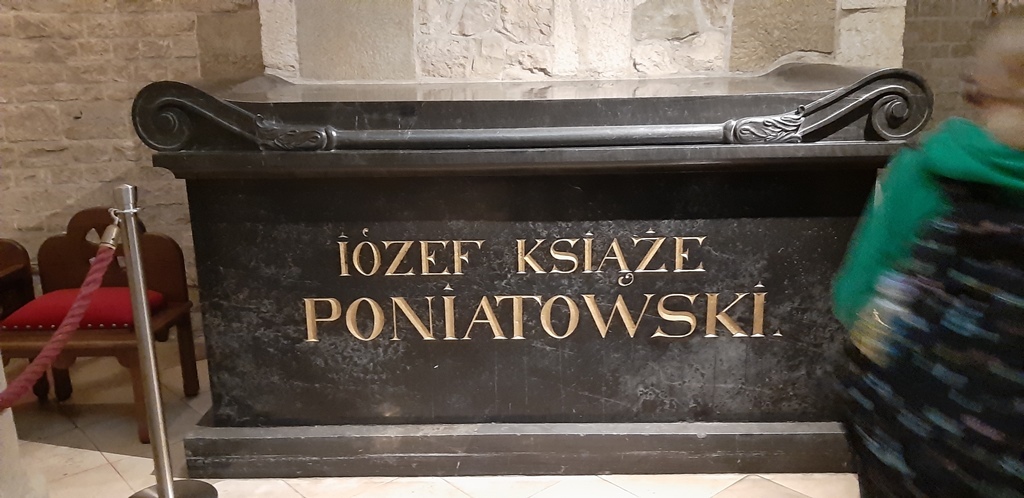 IÓZEF KSIĄŻE
PONIATOWSKI.